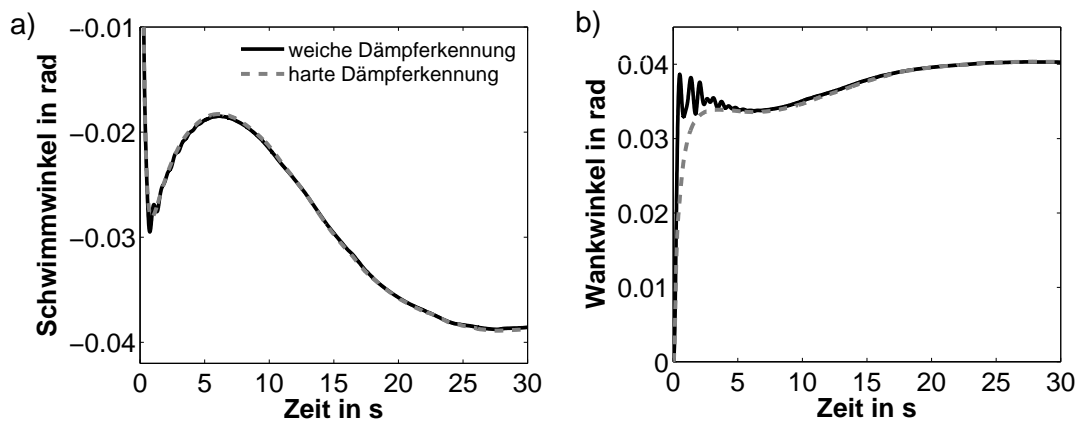 a)
−0.01
−0.02
−0.03
−0.04
Schwimmwinkel in rad
weiche Dämpferkennung
harte Dämpferkennung
0 5 10 15 20 25 30
Zeit in s
b)
0.04
0.03
0.02
0.04
0
Wankwinkel in rad
0 5 10 15 20 25 30
Zeit in s